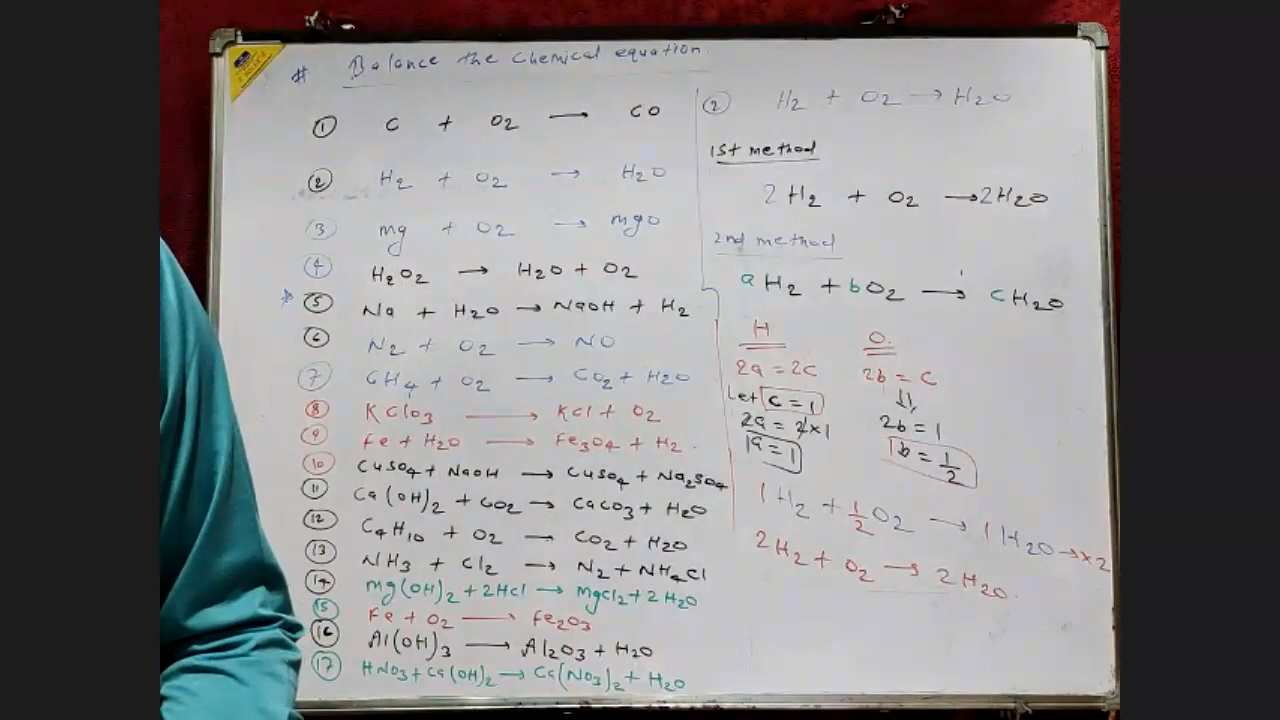 # Balance the Chemical equation.
① C + O₂ → CO
② H₂ + O₂ → H₂O
③ mg + O₂ → mgO
④ H₂O₂ → H₂O + O₂
⑤ Na + H₂O → NaOH + H₂
⑥ N₂ + O₂ → NO
⑦ CH₄ + O₂ → CO₂ + H₂O
⑧ KClO₃ → KCl + O₂
⑨ Fe + H₂O → Fe₃O₄ + H₂
⑩ CuSO₄ + NaOH → CuSO₄ + Na₂SO₄
⑪ Ca(OH)₂ + CO₂ → CaCO₃ + H₂O
⑫ C₄H₁₀ + O₂ → CO₂ + H₂O
⑬ NH₃ + Cl₂ → N₂ + NH₄Cl
⑭ mg(OH)₂ + 2HCl → mgCl₂ + 2H₂O
⑮ Fe + O₂ → Fe₂O₃
⑯ Al(OH)₃ → Al₂O₃ + H₂O
⑰ HNO₃ + Ca(OH)₂ → Ca(NO₃)₂ + H₂O
② H₂ + O₂ → H₂O
1st method
2H₂ + O₂ → 2H₂O
2nd method
aH₂ + bO₂ → cH₂O
H O.
2a = 2c 2b = c
Let c = 1 ⇓
2a = 2×1 2b = 1
a = 1 b = 1/2
1H₂ + 1/2 O₂ → 1H₂O → ×2
2H₂ + O₂ → 2H₂O.